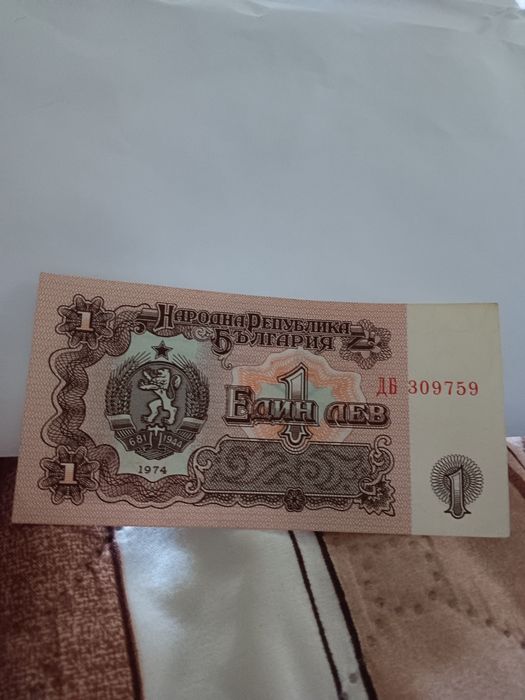 1
НАРОДНА РЕПУБЛИКА
БЪЛГАРИЯ
1
ЕДИН ЛЕВ
ДБ 309759
681 1944
1974
1
1